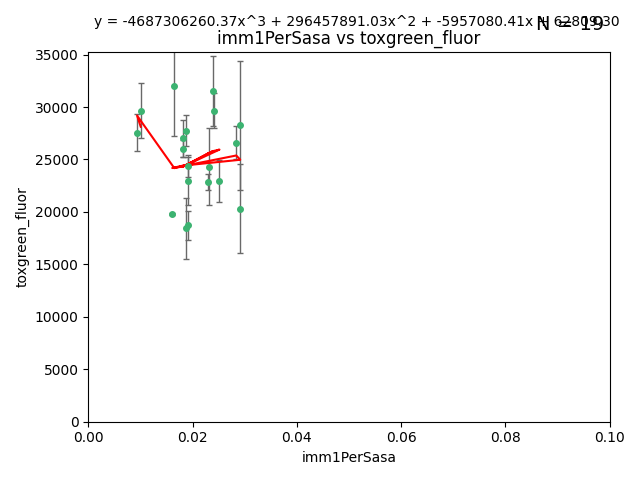 y = -4687306260.37x^3 + 296457891.03x^2 + -5957080.41x + 62809.30
N = 19
imm1PerSasa vs toxgreen_fluor
35000
30000
25000
20000
15000
10000
5000
0
toxgreen_fluor
0.00 0.02 0.04 0.06 0.08 0.10
imm1PerSasa